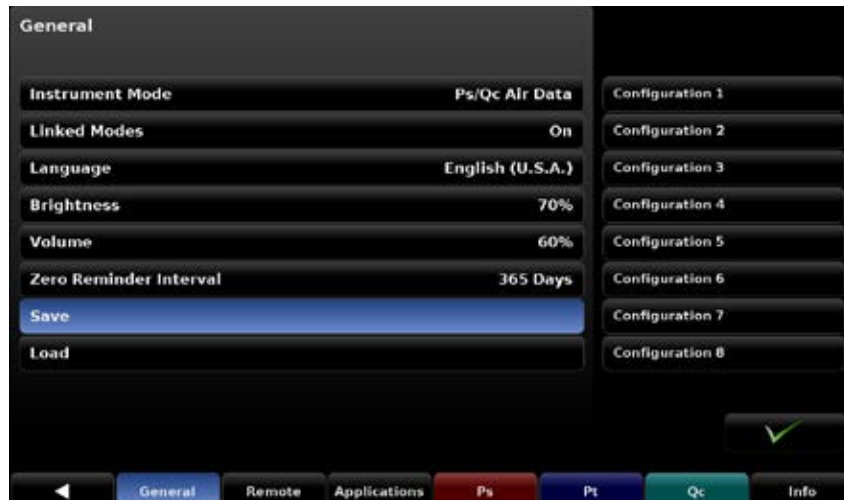 General
Instrument Mode Ps/Qc Air Data
Linked Modes On
Language English (U.S.A.)
Brightness 70%
Volume 60%
Zero Reminder Interval 365 Days
Save
Load
Configuration 1
Configuration 2
Configuration 3
Configuration 4
Configuration 5
Configuration 6
Configuration 7
Configuration 8
General Remote Applications Ps Pt Qc Info